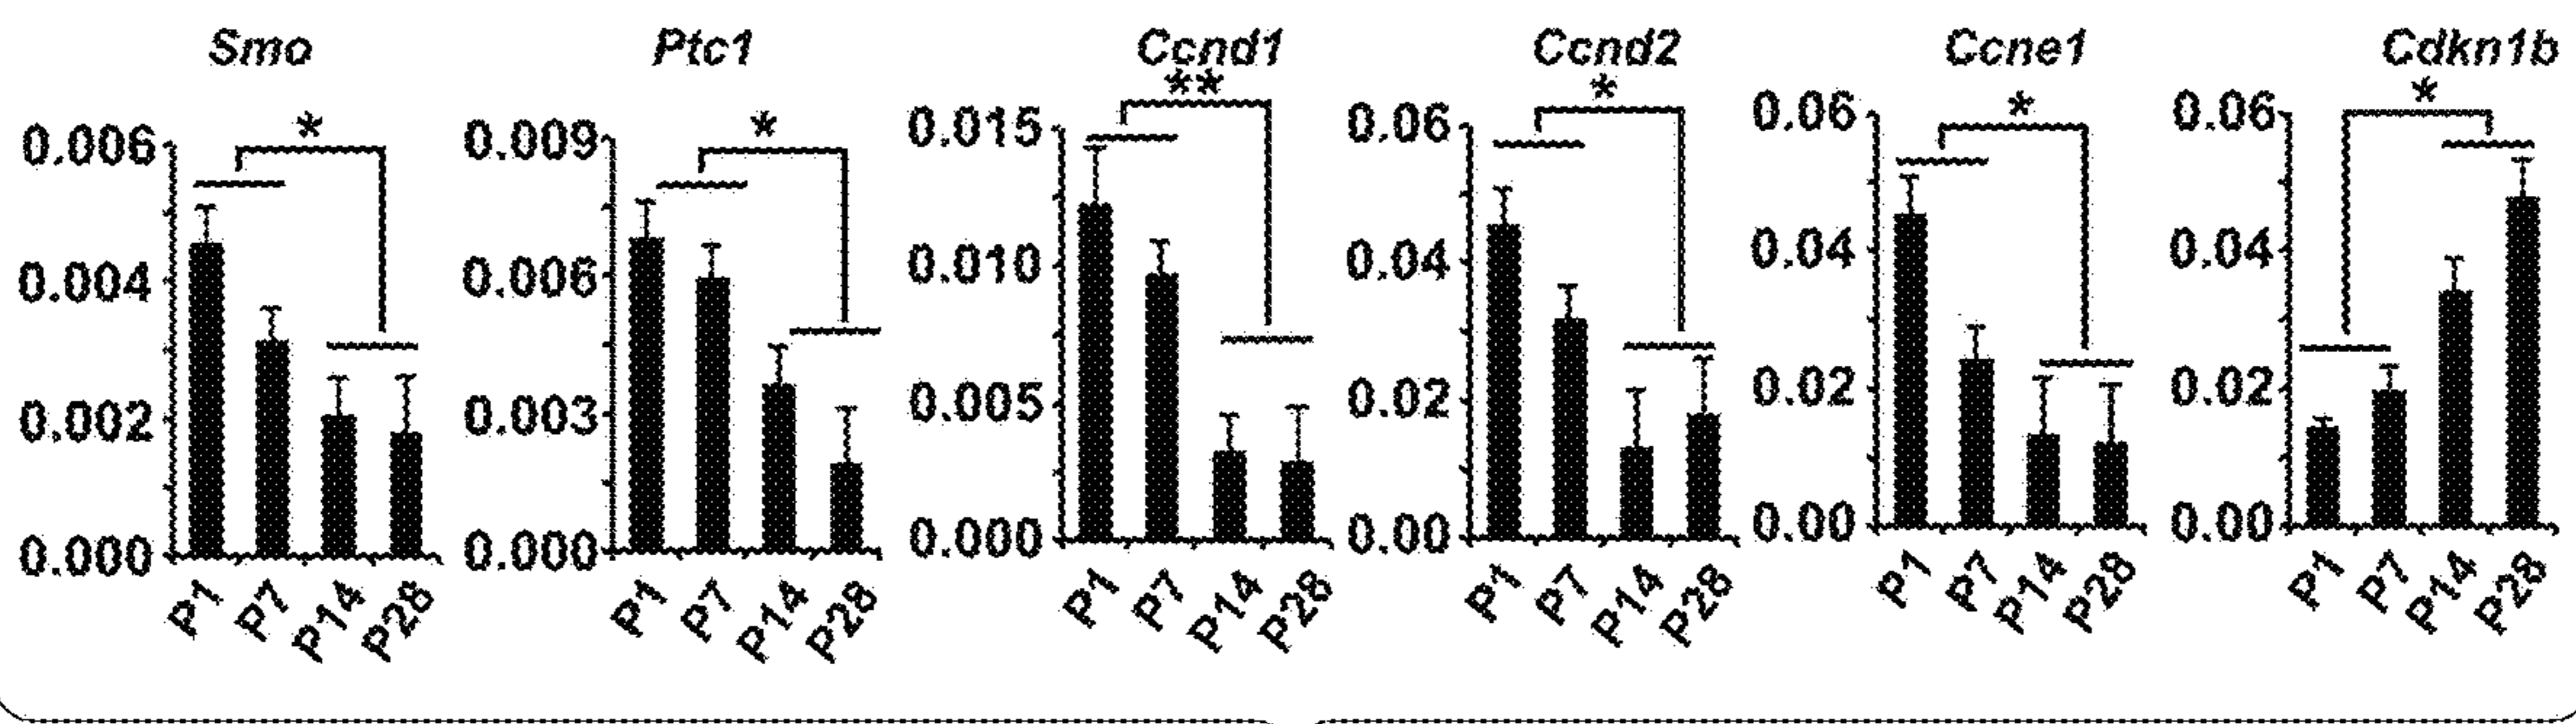 Smo Ptc1 Ccnd1 Ccnd2 Ccne1 Cdkn1b
* * ** * * *
0.006 0.009 0.015 0.06 0.06 0.06
0.004 0.006 0.010 0.04 0.04 0.04
0.002 0.003 0.005 0.02 0.02 0.02
0.000 0.000 0.000 0.00 0.00 0.00
P1 P7 P14 P28 P1 P7 P14 P28 P1 P7 P14 P28 P1 P7 P14 P28 P1 P7 P14 P28 P1 P7 P14 P28